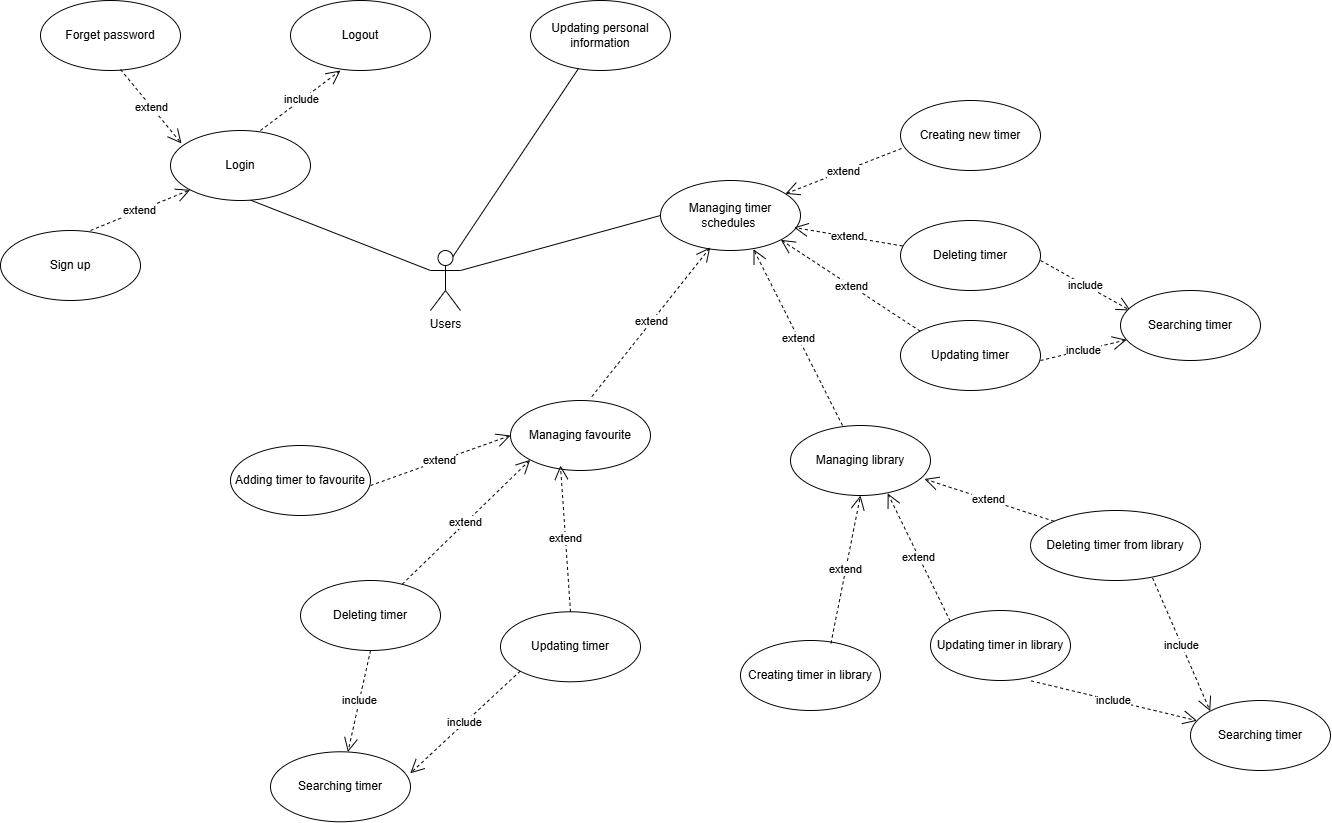 Forget password
Logout
Updating personal
information
extend
include
Login
extend
Sign up
Users
Managing timer
schedules
Creating new timer
extend
Deleting timer
extend
include
extend
Searching timer
Updating timer
include
extend
extend
Managing favourite
Adding timer to favourite
extend
extend
extend
Deleting timer
Updating timer
include
include
Searching timer
Managing library
extend
Deleting timer from library
extend
extend
Creating timer in library
Updating timer in library
include
include
Searching timer